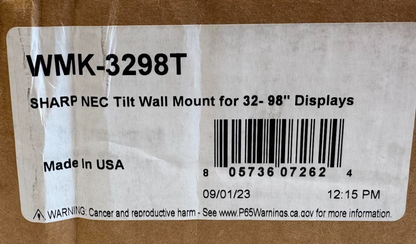 WMK-3298T
SHARP NEC Tilt Wall Mount for 32- 98" Displays
Made In USA
8 05736 07262 4
09/01/23 12:15 PM
⚠ WARNING: Cancer and reproductive harm - See www.P65Warnings.ca.gov for more information.